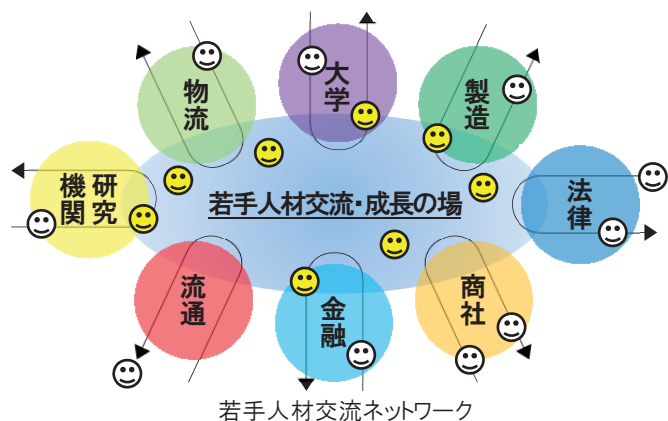 大学
物流
製造
研究
機関
法律
若手人材交流・成長の場
流通
金融
商社
若手人材交流ネットワーク